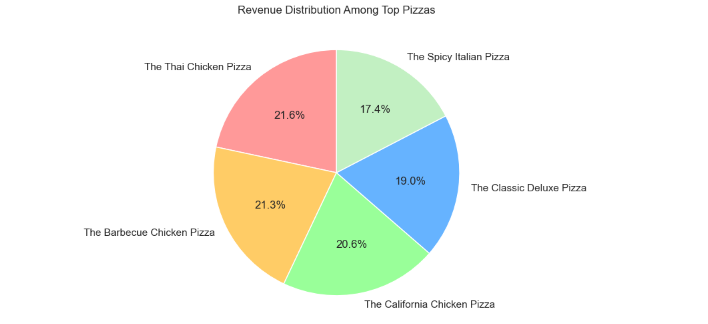 Revenue Distribution Among Top Pizzas
The Spicy Italian Pizza
The Thai Chicken Pizza
17.4%
21.6%
19.0%
The Classic Deluxe Pizza
21.3%
The Barbecue Chicken Pizza
20.6%
The California Chicken Pizza